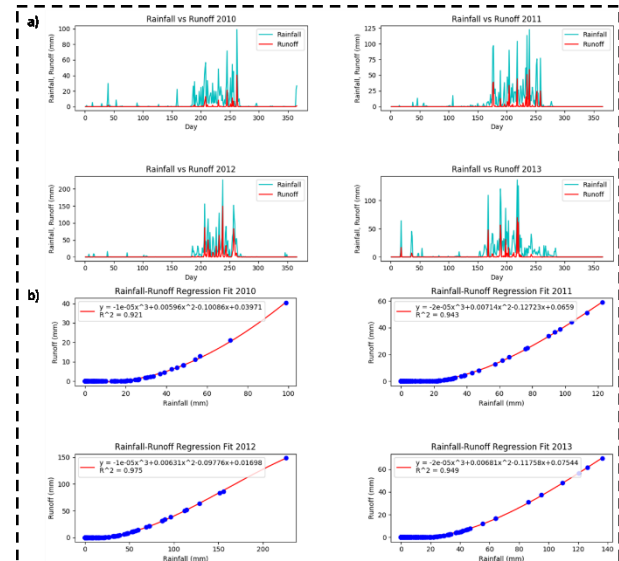 a)
Rainfall vs Runoff 2010
Rainfall, Runoff (mm)
100
80
60
40
20
0
0 50 100 150 200 250 300 350
Day
Rainfall
Runoff
Rainfall vs Runoff 2011
Rainfall, Runoff (mm)
125
100
75
50
25
0
0 50 100 150 200 250 300 350
Day
Rainfall
Runoff
Rainfall vs Runoff 2012
Rainfall, Runoff (mm)
200
150
100
50
0
0 50 100 150 200 250 300 350
Day
Rainfall
Runoff
Rainfall vs Runoff 2013
Rainfall, Runoff (mm)
100
50
0
0 50 100 150 200 250 300 350
Day
Rainfall
Runoff
b)
Rainfall-Runoff Regression Fit 2010
y = -1e-05x^3+0.00596x^2-0.10086x+0.03971
R^2 = 0.921
Runoff (mm)
40
30
20
10
0
0 20 40 60 80 100
Rainfall (mm)
Rainfall-Runoff Regression Fit 2011
y = -2e-05x^3+0.00714x^2-0.12723x+0.0659
R^2 = 0.943
Runoff (mm)
60
40
20
0
0 20 40 60 80 100 120
Rainfall (mm)
Rainfall-Runoff Regression Fit 2012
y = -1e-05x^3+0.00631x^2-0.09776x+0.01698
R^2 = 0.975
Runoff (mm)
150
100
50
0
0 50 100 150 200
Rainfall (mm)
Rainfall-Runoff Regression Fit 2013
y = -2e-05x^3+0.00681x^2-0.11758x+0.07544
R^2 = 0.949
Runoff (mm)
60
40
20
0
0 20 40 60 80 100 120 140
Rainfall (mm)